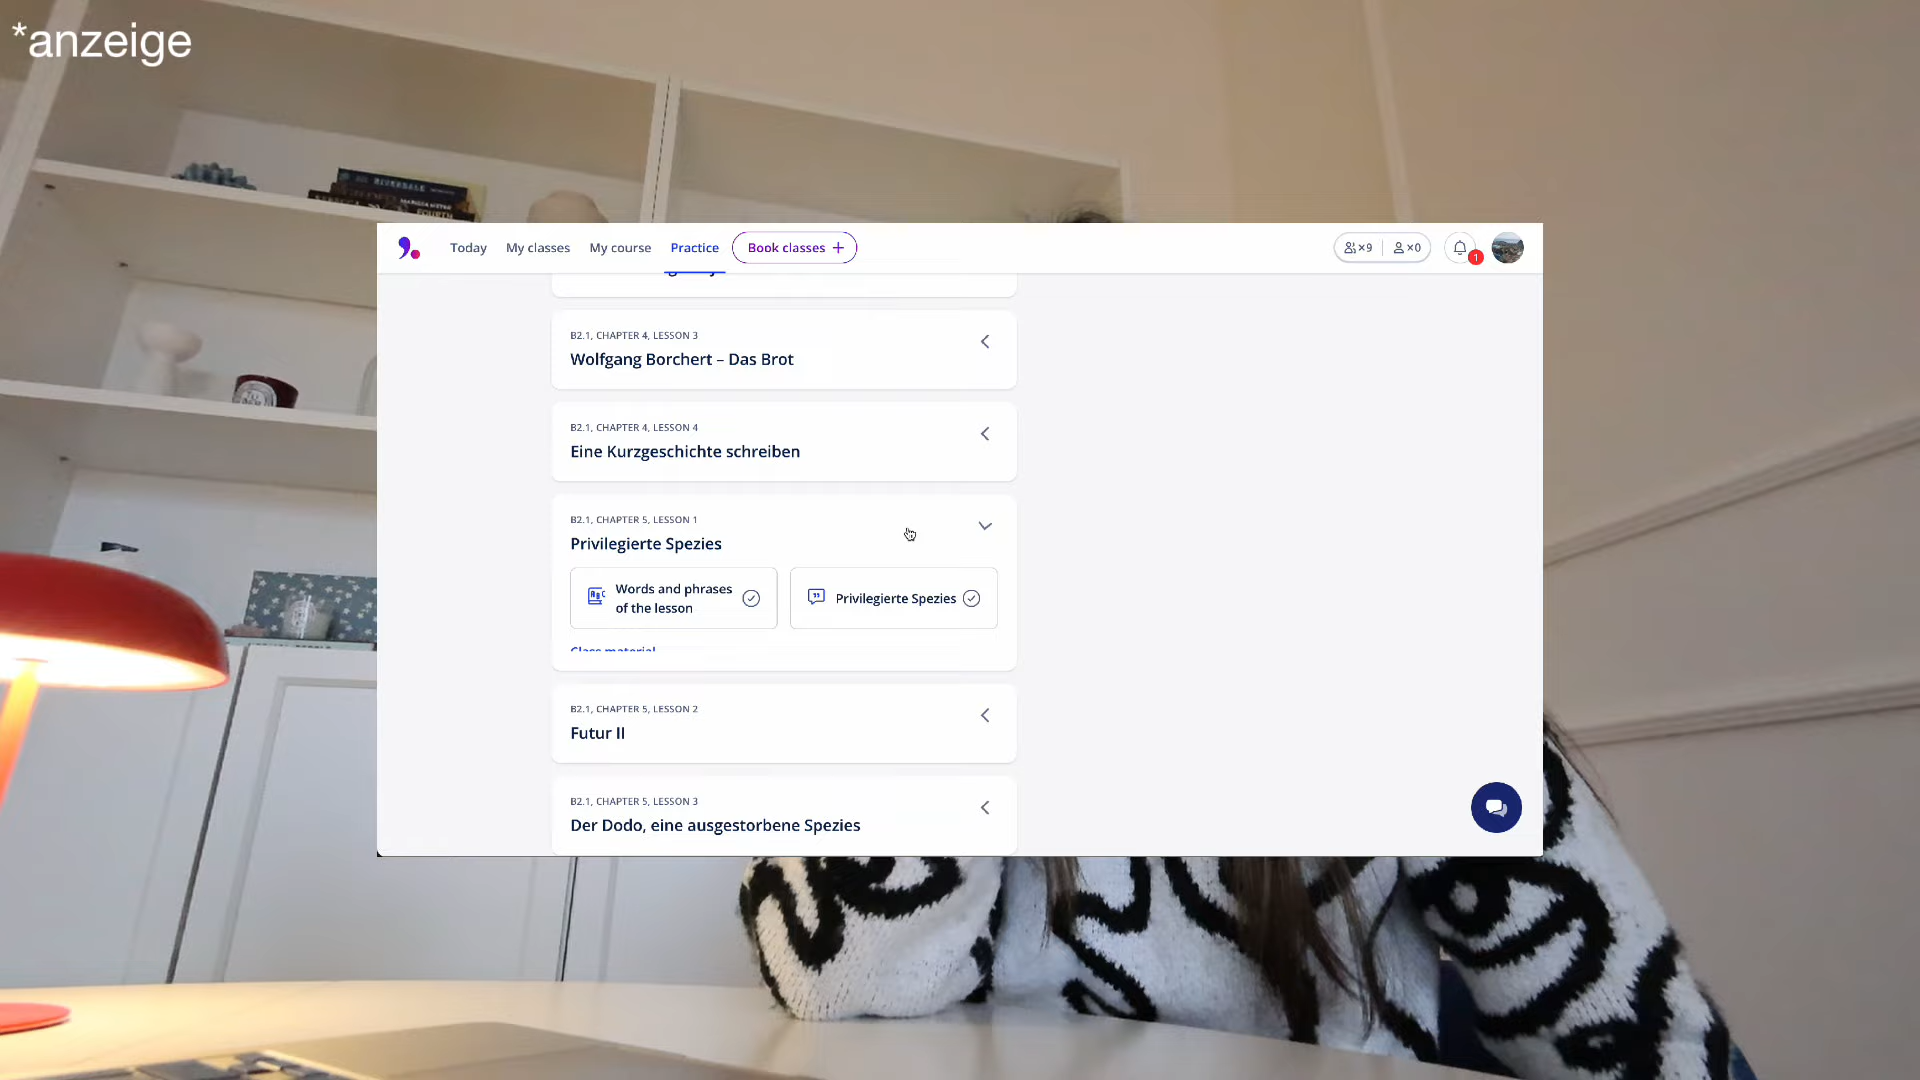 *anzeige
RIVERDALE
Today
My classes
My course
Practice
Book classes +
×9
×0
1
B2.1, CHAPTER 4, LESSON 3
Wolfgang Borchert – Das Brot
B2.1, CHAPTER 4, LESSON 4
Eine Kurzgeschichte schreiben
B2.1, CHAPTER 5, LESSON 1
Privilegierte Spezies
Words and phrases
of the lesson
Privilegierte Spezies
Class material
B2.1, CHAPTER 5, LESSON 2
Futur II
B2.1, CHAPTER 5, LESSON 3
Der Dodo, eine ausgestorbene Spezies